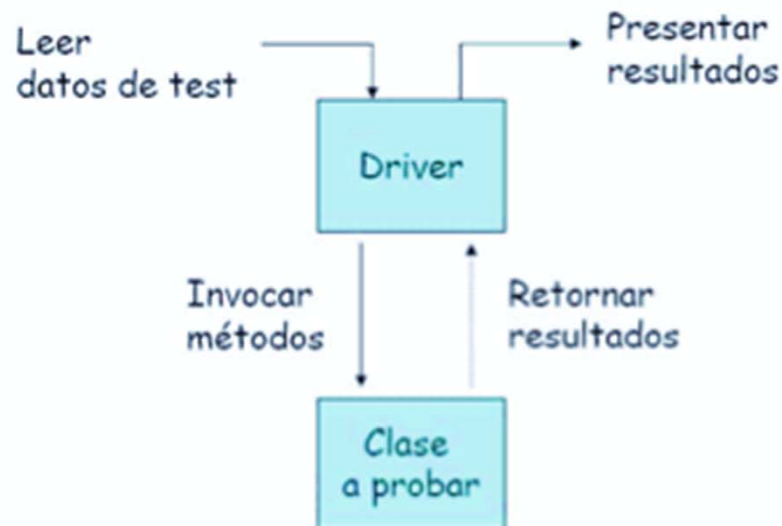 Leer
datos de test
Presentar
resultados
Driver
Invocar
métodos
Retornar
resultados
Clase
a probar